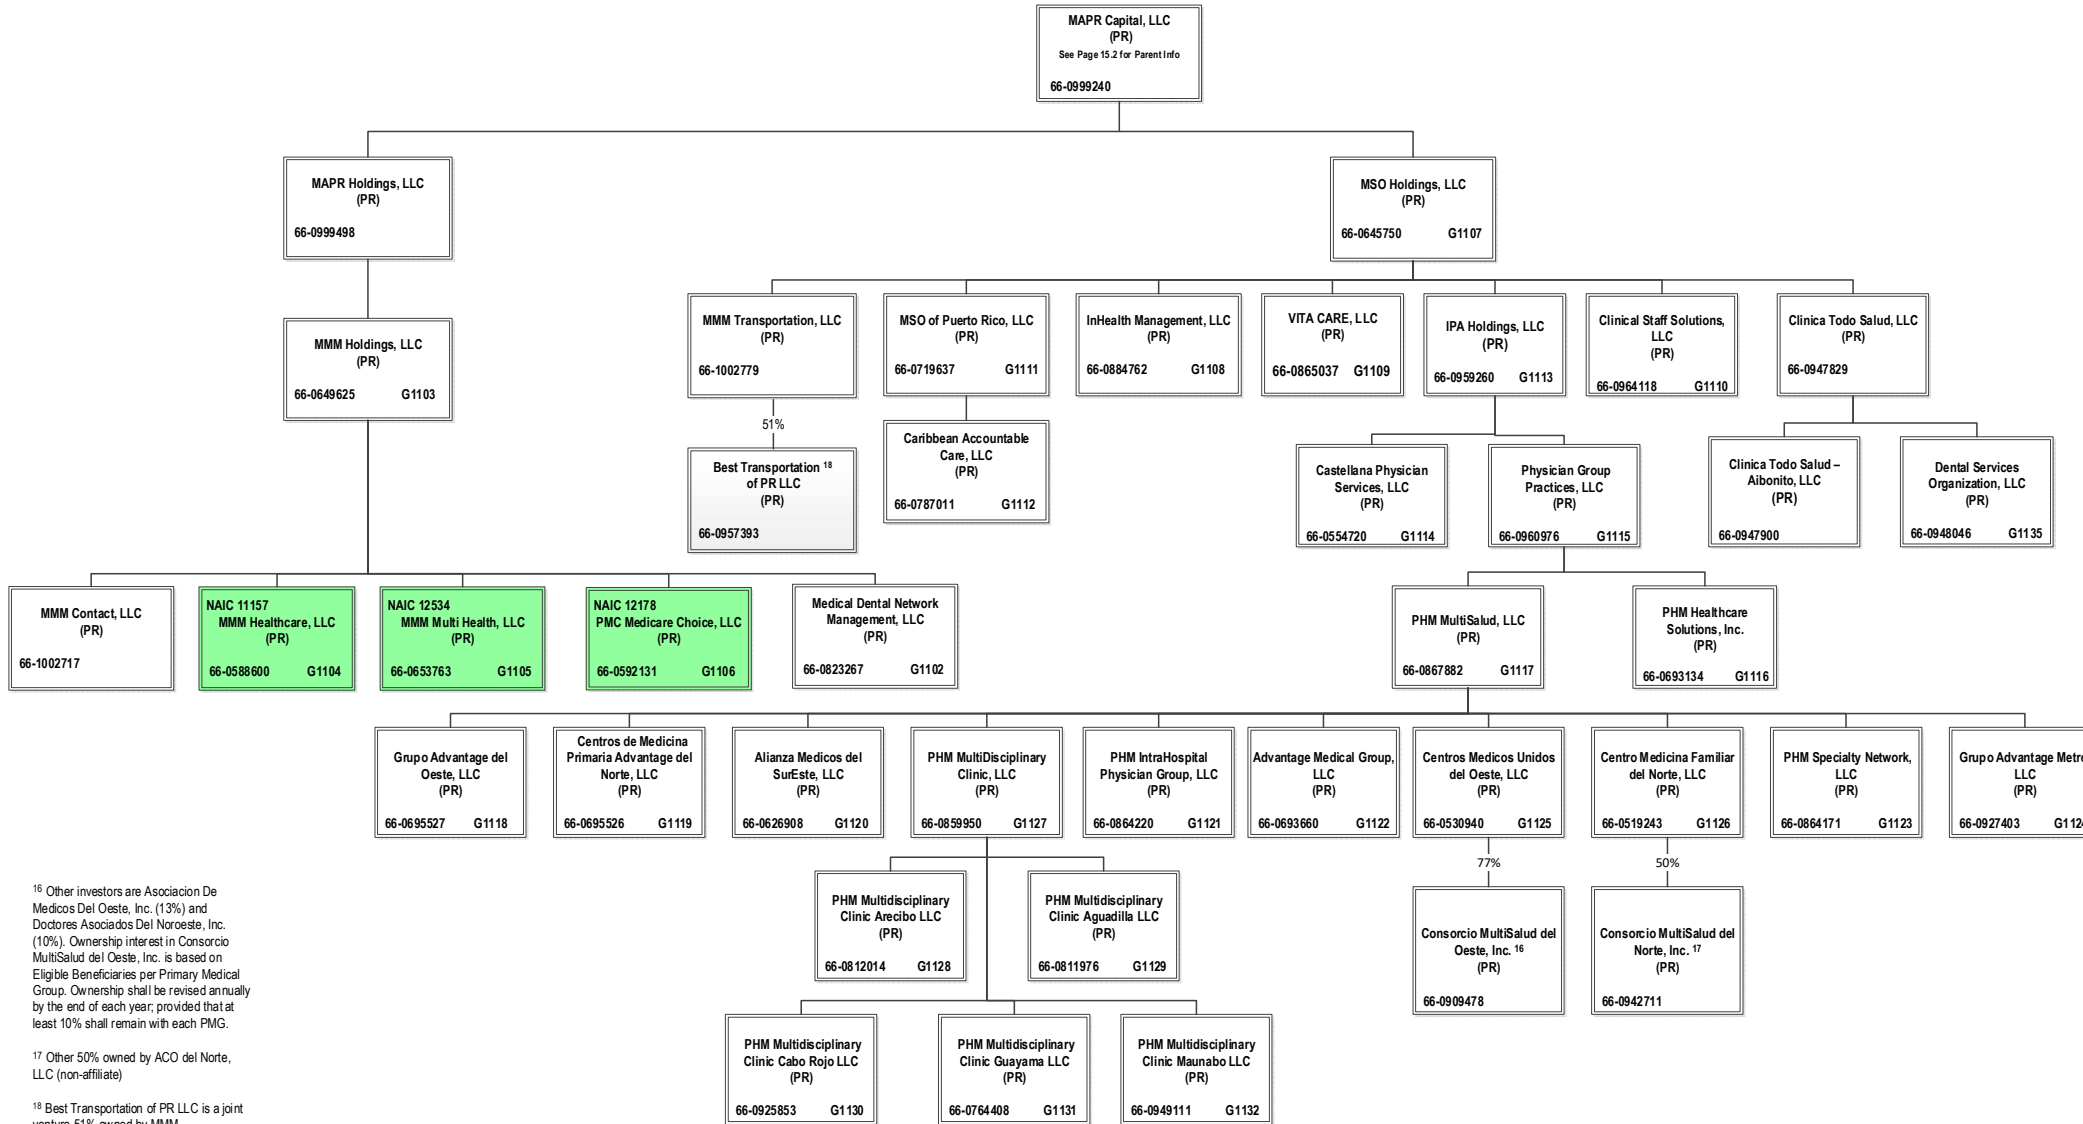 MAPR Capital, LLC
(PR)
See Page 15.2 for Parent Info
66-0999240
MAPR Holdings, LLC
(PR)
66-0999498
MSO Holdings, LLC
(PR)
66-0645750 G1107
MMM Holdings, LLC
(PR)
66-0649625 G1103
MMM Transportation, LLC
(PR)
66-1002779
MSO of Puerto Rico, LLC
(PR)
66-0719637 G1111
InHealth Management, LLC
(PR)
66-0884762 G1108
VITA CARE, LLC
(PR)
66-0865037 G1109
IPA Holdings, LLC
(PR)
66-0959260 G1113
Clinical Staff Solutions,
LLC
(PR)
66-0964118 G1110
Clinica Todo Salud, LLC
(PR)
66-0947829
51%
Best Transportation 18
of PR LLC
(PR)
66-0957393
Caribbean Accountable
Care, LLC
(PR)
66-0787011 G1112
Castellana Physician
Services, LLC
(PR)
66-0554720 G1114
Physician Group
Practices, LLC
(PR)
66-0960976 G1115
Clinica Todo Salud –
Aibonito, LLC
(PR)
66-0947900
Dental Services
Organization, LLC
(PR)
66-0948046 G1135
MMM Contact, LLC
(PR)
66-1002717
NAIC 11157
MMM Healthcare, LLC
(PR)
66-0588600 G1104
NAIC 12534
MMM Multi Health, LLC
(PR)
66-0653763 G1105
NAIC 12178
PMC Medicare Choice, LLC
(PR)
66-0592131 G1106
Medical Dental Network
Management, LLC
(PR)
66-0823267 G1102
PHM MultiSalud, LLC
(PR)
66-0867882 G1117
PHM Healthcare
Solutions, Inc.
(PR)
66-0693134 G1116
Grupo Advantage del
Oeste, LLC
(PR)
66-0695527 G1118
Centros de Medicina
Primaria Advantage del
Norte, LLC
(PR)
66-0695526 G1119
Alianza Medicos del
SurEste, LLC
(PR)
66-0626908 G1120
PHM MultiDisciplinary
Clinic, LLC
(PR)
66-0859950 G1127
PHM IntraHospital
Physician Group, LLC
(PR)
66-0864220 G1121
Advantage Medical Group,
LLC
(PR)
66-0693660 G1122
Centros Medicos Unidos
del Oeste, LLC
(PR)
66-0530940 G1125
Centro Medicina Familiar
del Norte, LLC
(PR)
66-0519243 G1126
PHM Specialty Network,
LLC
(PR)
66-0864171 G1123
Grupo Advantage Metro
LLC
(PR)
66-0927403 G1124
77%
50%
PHM Multidisciplinary
Clinic Arecibo LLC
(PR)
66-0812014 G1128
PHM Multidisciplinary
Clinic Aguadilla LLC
(PR)
66-0811976 G1129
Consorcio MultiSalud del
Oeste, Inc. 16
(PR)
66-0909478
Consorcio MultiSalud del
Norte, Inc. 17
(PR)
66-0942711
PHM Multidisciplinary
Clinic Cabo Rojo LLC
(PR)
66-0925853 G1130
PHM Multidisciplinary
Clinic Guayama LLC
(PR)
66-0764408 G1131
PHM Multidisciplinary
Clinic Maunabo LLC
(PR)
66-0949111 G1132
16 Other investors are Asociacion De
Medicos Del Oeste, Inc. (13%) and
Doctores Asociados Del Noroeste, Inc.
(10%). Ownership interest in Consorcio
MultiSalud del Oeste, Inc. is based on
Eligible Beneficiaries per Primary Medical
Group. Ownership shall be revised annually
by the end of each year; provided that at
least 10% shall remain with each PMG.
17 Other 50% owned by ACO del Norte,
LLC (non-affiliate)
18 Best Transportation of PR LLC is a joint
venture 51% owned by MMM